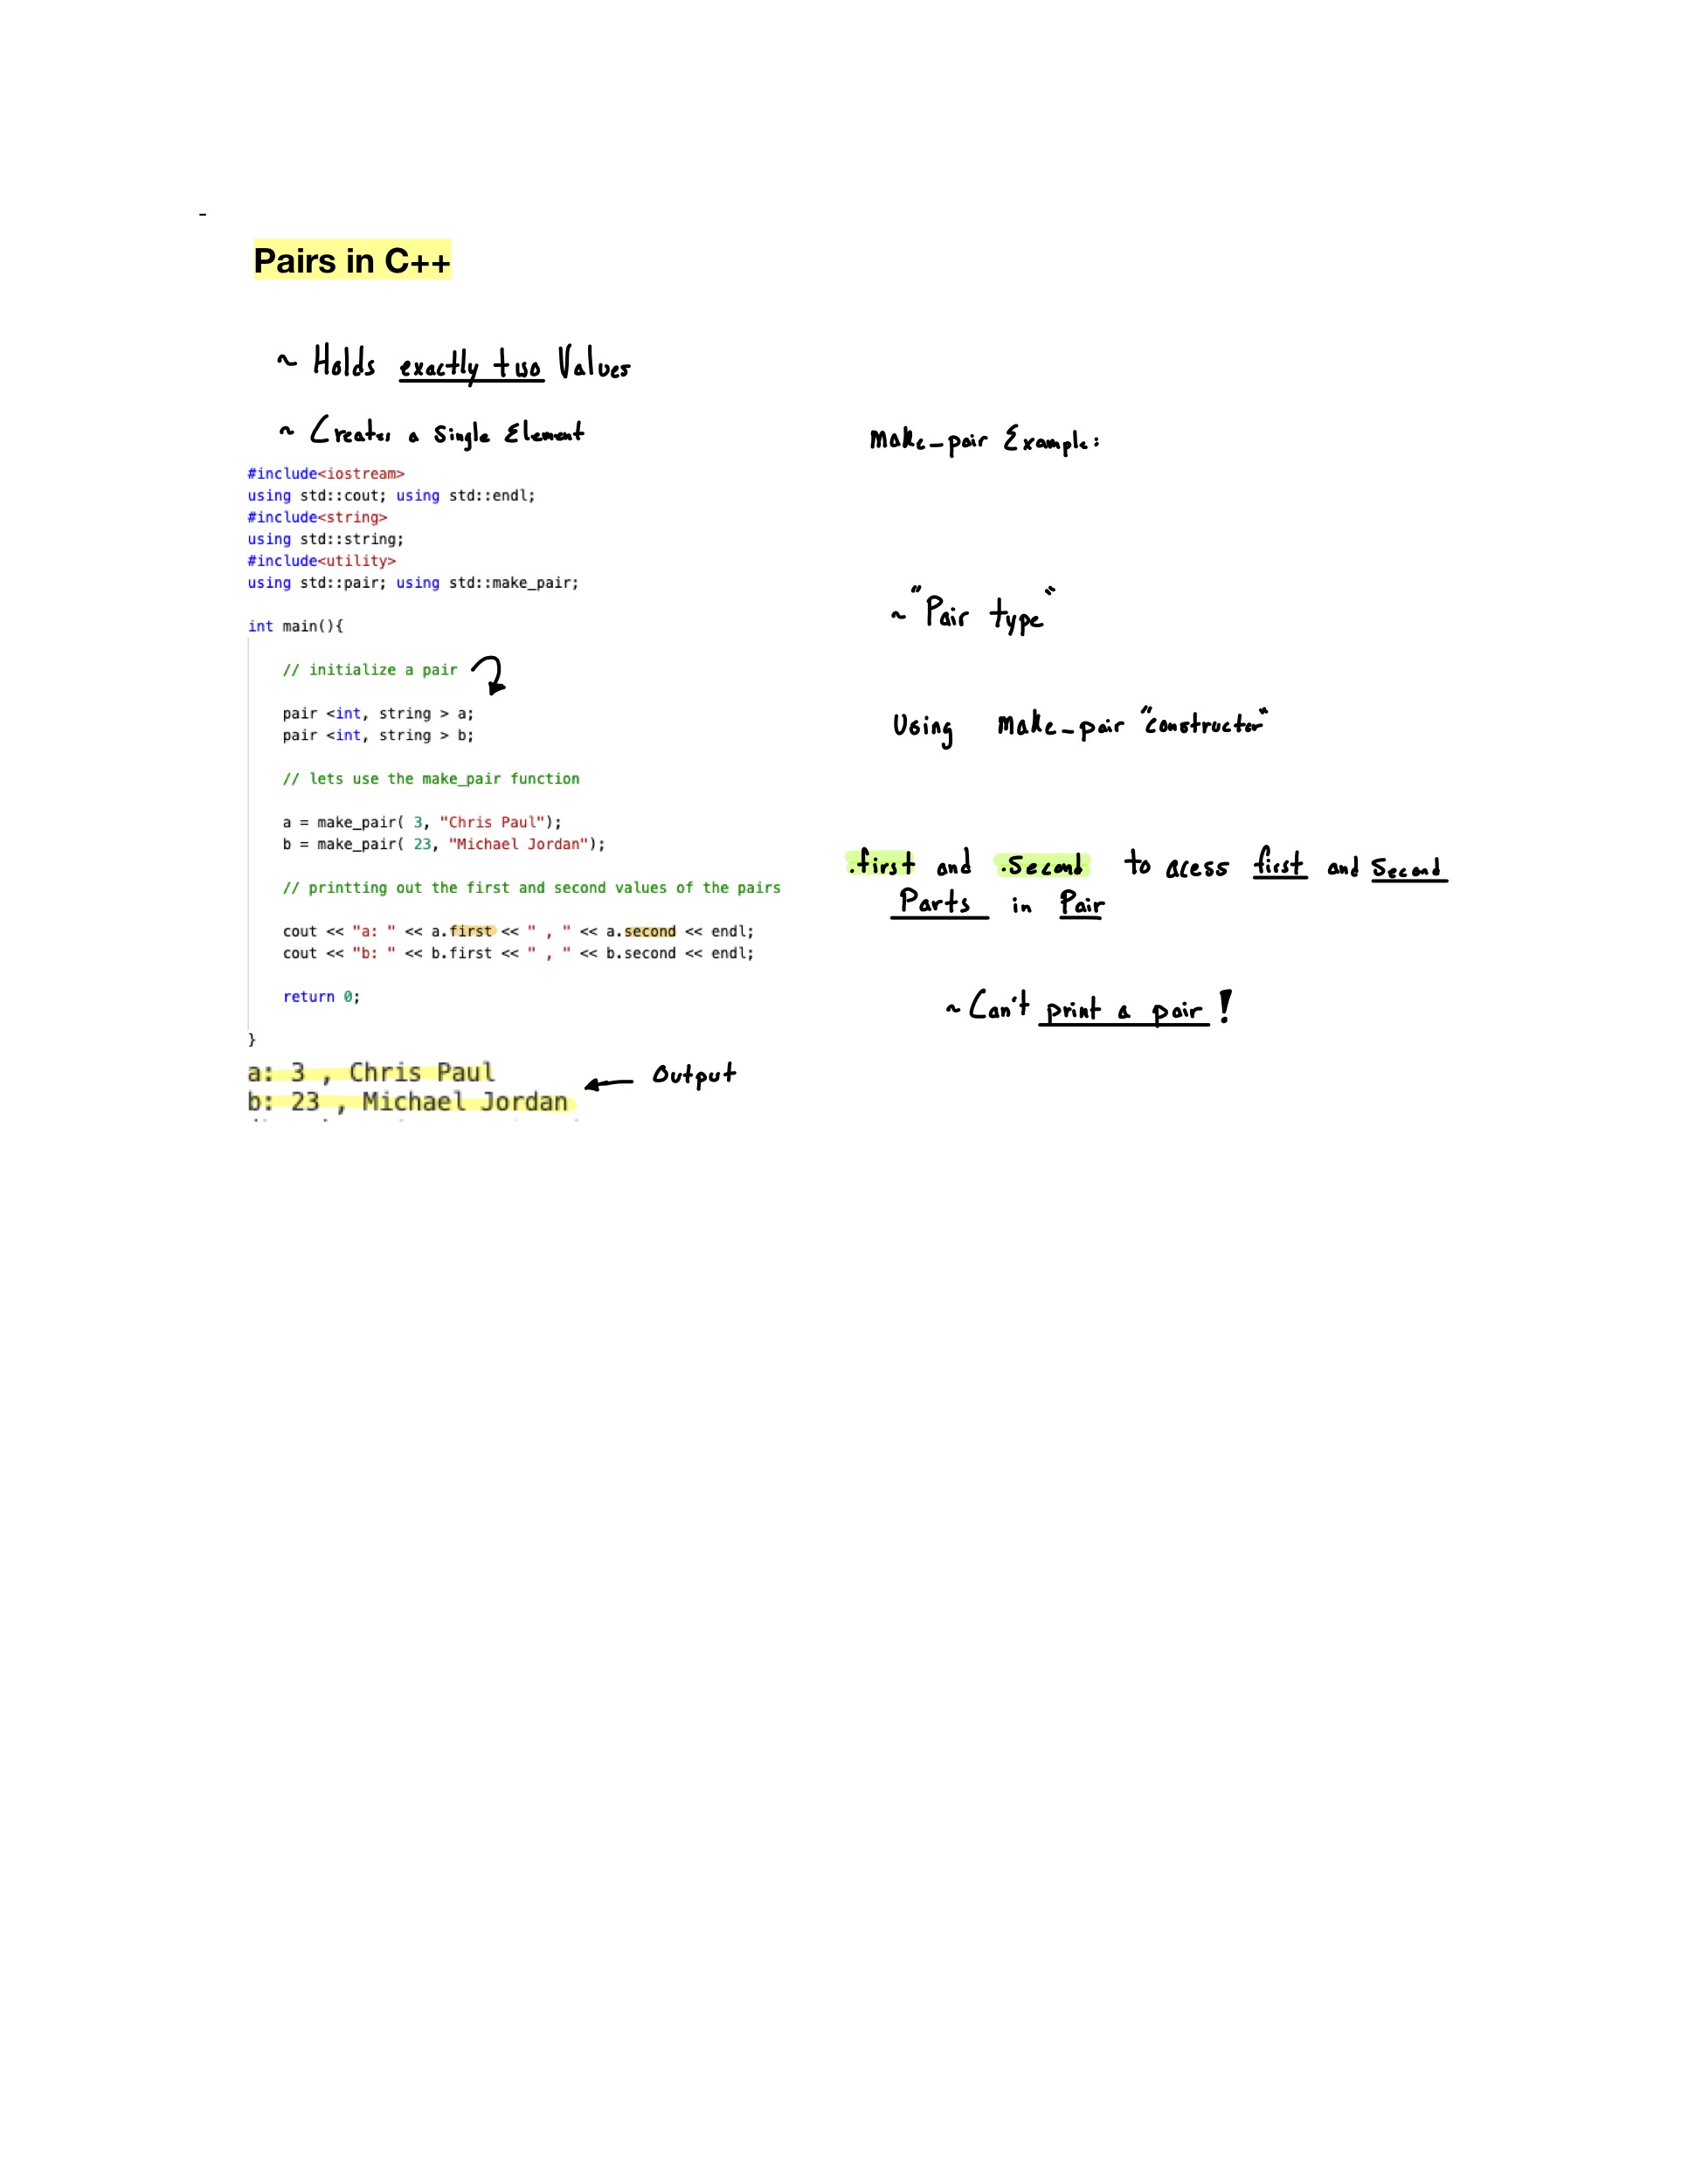 -
Pairs in C++
~ Holds exactly two Values
~ Creates a Single Element
Make-pair Example:
#include<iostream>
using std::cout; using std::endl;
#include<string>
using std::string;
#include<utility>
using std::pair; using std::make_pair;
~ "Pair type"
int main(){
// initialize a pair
pair <int, string > a;
pair <int, string > b;
Using Make-pair "constructor"
// lets use the make_pair function
a = make_pair( 3, "Chris Paul");
b = make_pair( 23, "Michael Jordan");
.first and .Second to acess first and Second
Parts in Pair
// printting out the first and second values of the pairs
cout << "a: " << a.first << " , " << a.second << endl;
cout << "b: " << b.first << " , " << b.second << endl;
return 0;
~ Can't print a pair!
}
a: 3 , Chris Paul
b: 23 , Michael Jordan
Output